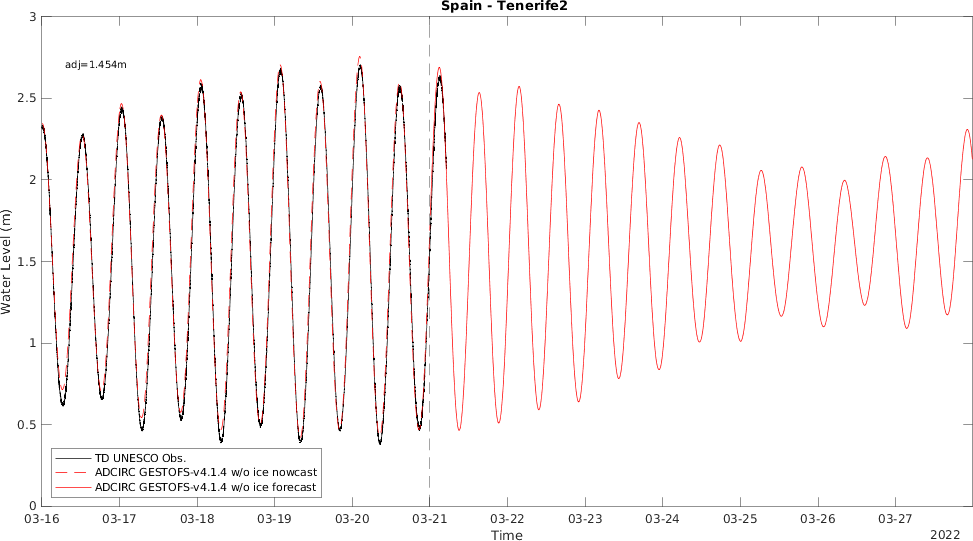 Spain - Tenerife2
3
adj=1.454m
2.5
2
1.5
1
0.5
0
Water Level (m)
TD UNESCO Obs.
ADCIRC GESTOFS-v4.1.4 w/o ice nowcast
ADCIRC GESTOFS-v4.1.4 w/o ice forecast
03-16 03-17 03-18 03-19 03-20 03-21 03-22 03-23 03-24 03-25 03-26 03-27
Time
2022